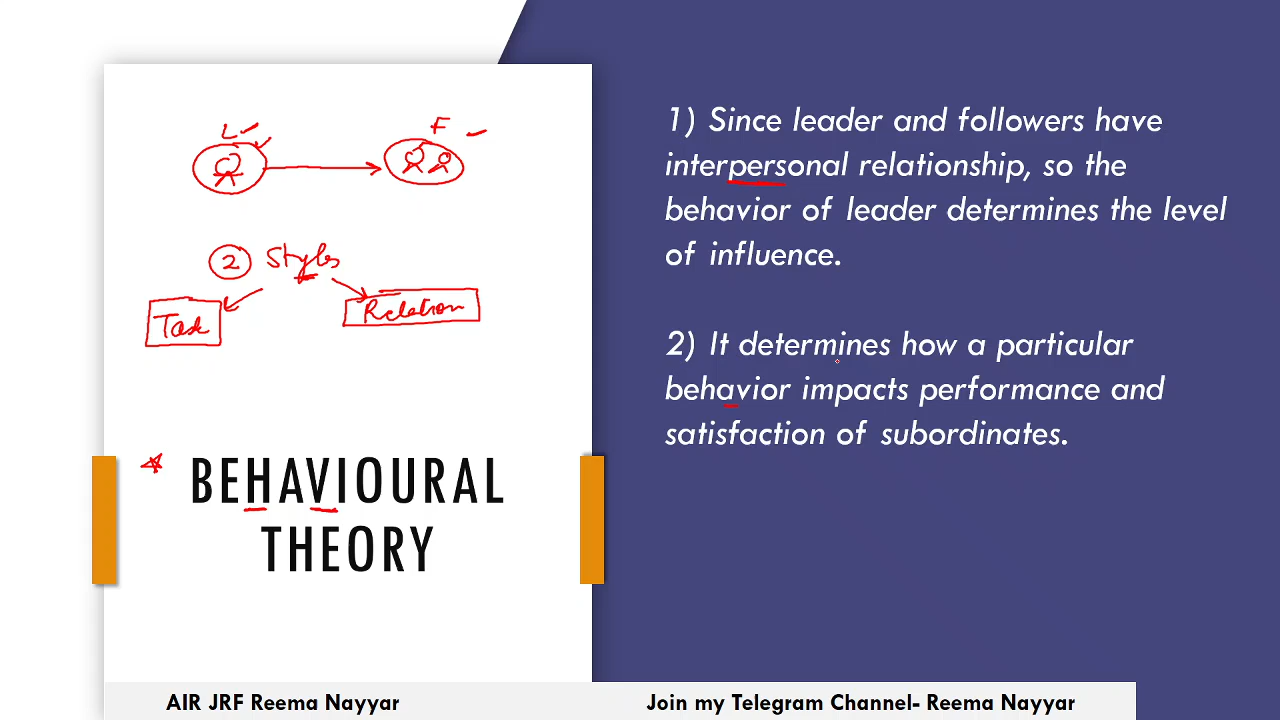 L
F
2 Styles
Task
Relation
BEHAVIOURAL
THEORY
1) Since leader and followers have
interpersonal relationship, so the
behavior of leader determines the level
of influence.
2) It determines how a particular
behavior impacts performance and
satisfaction of subordinates.
AIR JRF Reema Nayyar
Join my Telegram Channel- Reema Nayyar